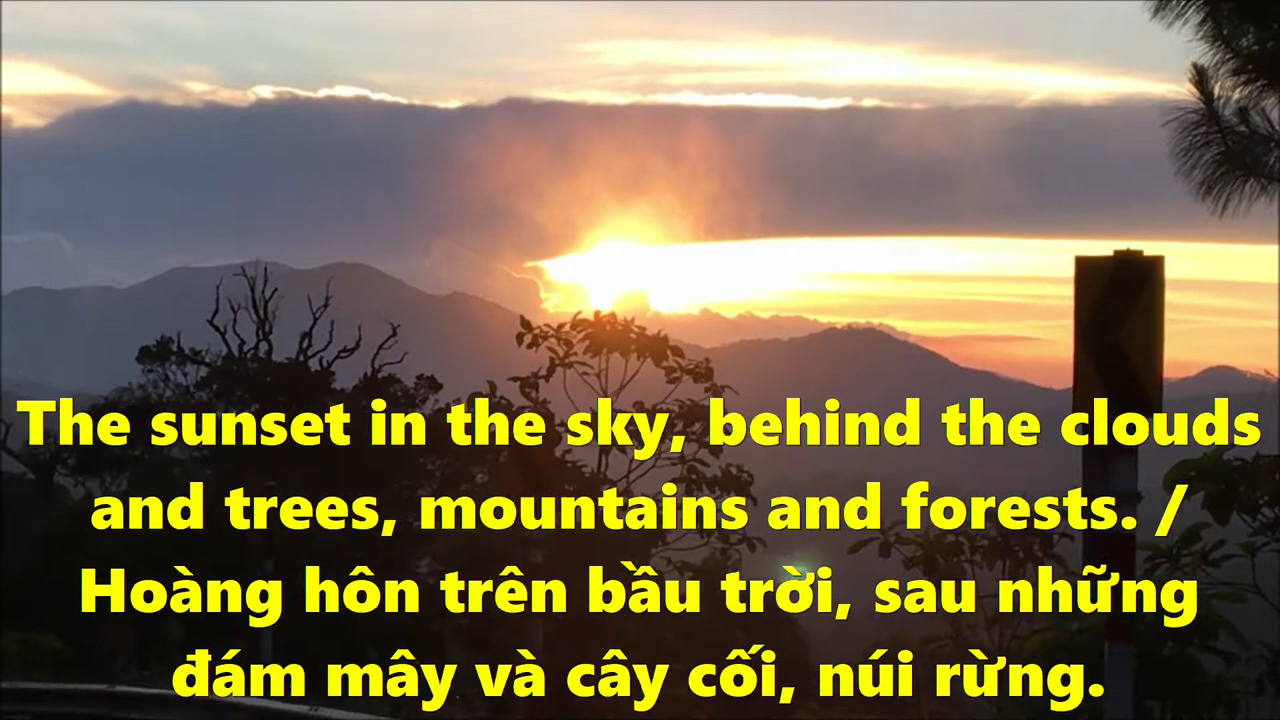 The sunset in the sky, behind the clouds
and trees, mountains and forests. /
Hoàng hôn trên bầu trời, sau những
đám mây và cây cối, núi rừng.